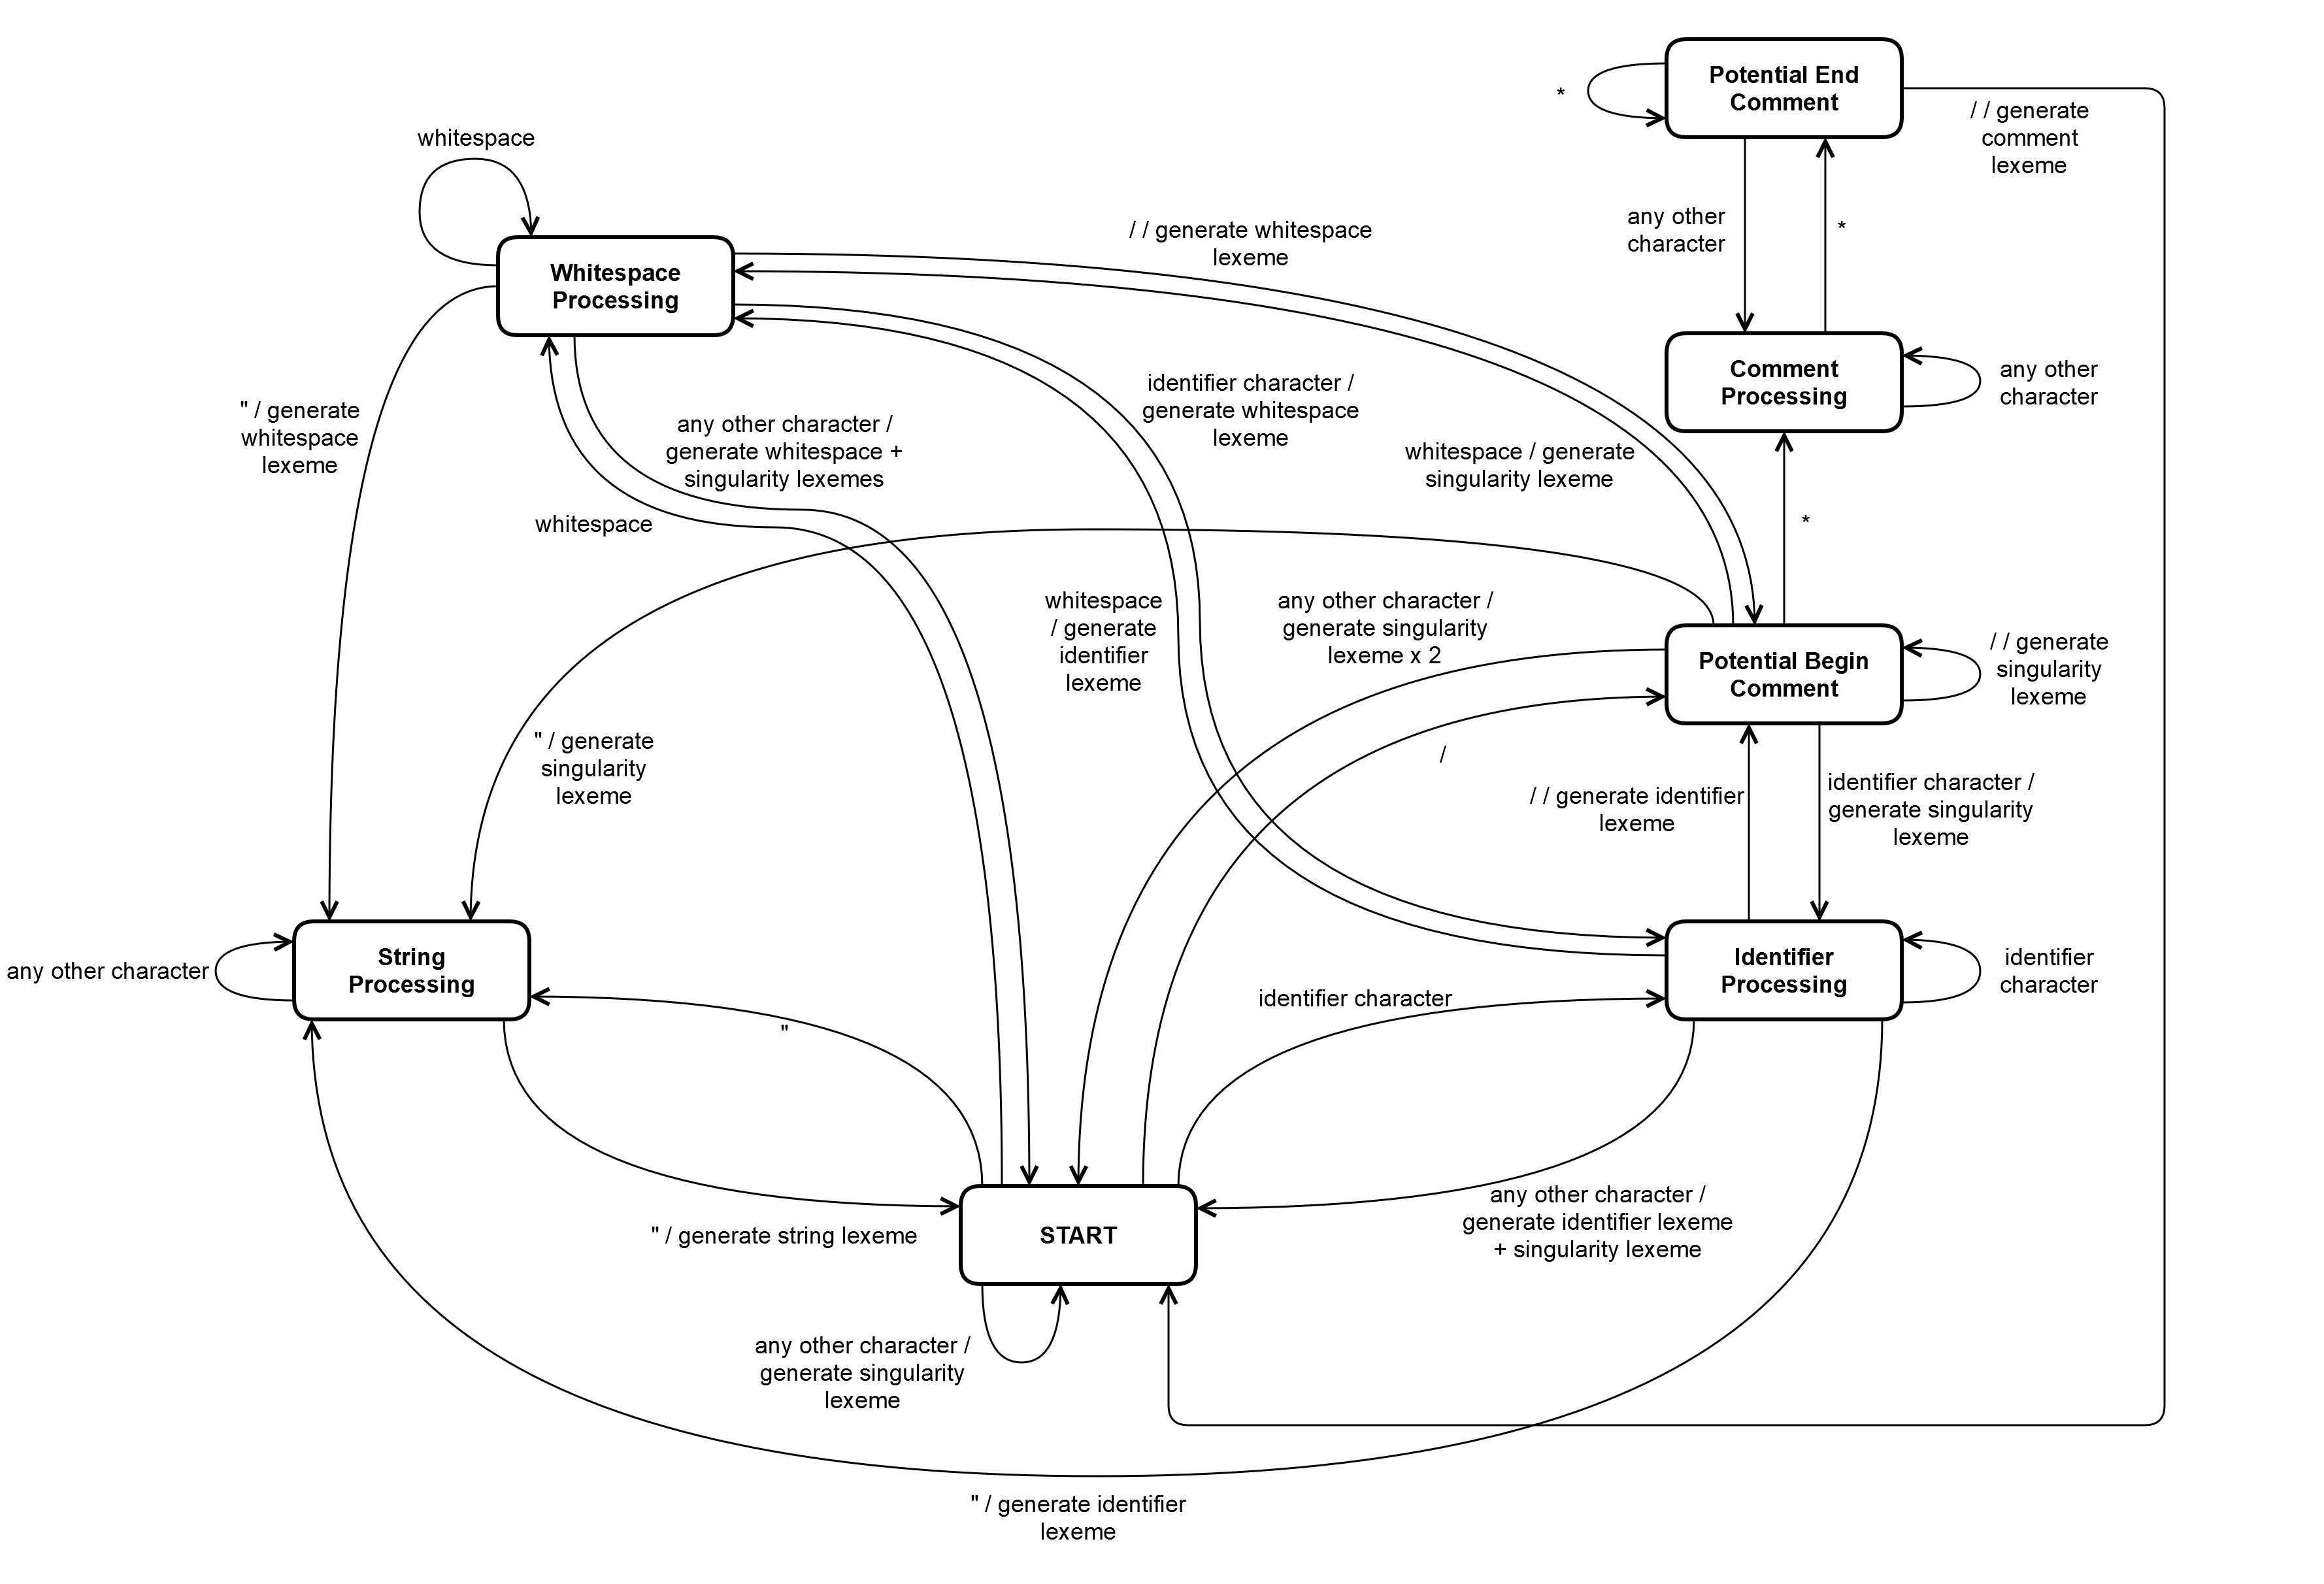 Potential End
Comment
*
/ / generate
comment
lexeme
whitespace
any other
character
*
/ / generate whitespace
lexeme
Whitespace
Processing
Comment
Processing
any other
character
identifier character /
generate whitespace
lexeme
" / generate
whitespace
lexeme
any other character /
generate whitespace +
singularity lexemes
whitespace / generate
singularity lexeme
whitespace
*
whitespace
/ generate
identifier
lexeme
any other character /
generate singularity
lexeme x 2
Potential Begin
Comment
/ / generate
singularity
lexeme
" / generate
singularity
lexeme
/
/ / generate identifier
lexeme
identifier character /
generate singularity
lexeme
any other character
String
Processing
Identifier
Processing
identifier
character
identifier character
"
" / generate string lexeme
START
any other character /
generate identifier lexeme
+ singularity lexeme
any other character /
generate singularity
lexeme
" / generate identifier
lexeme